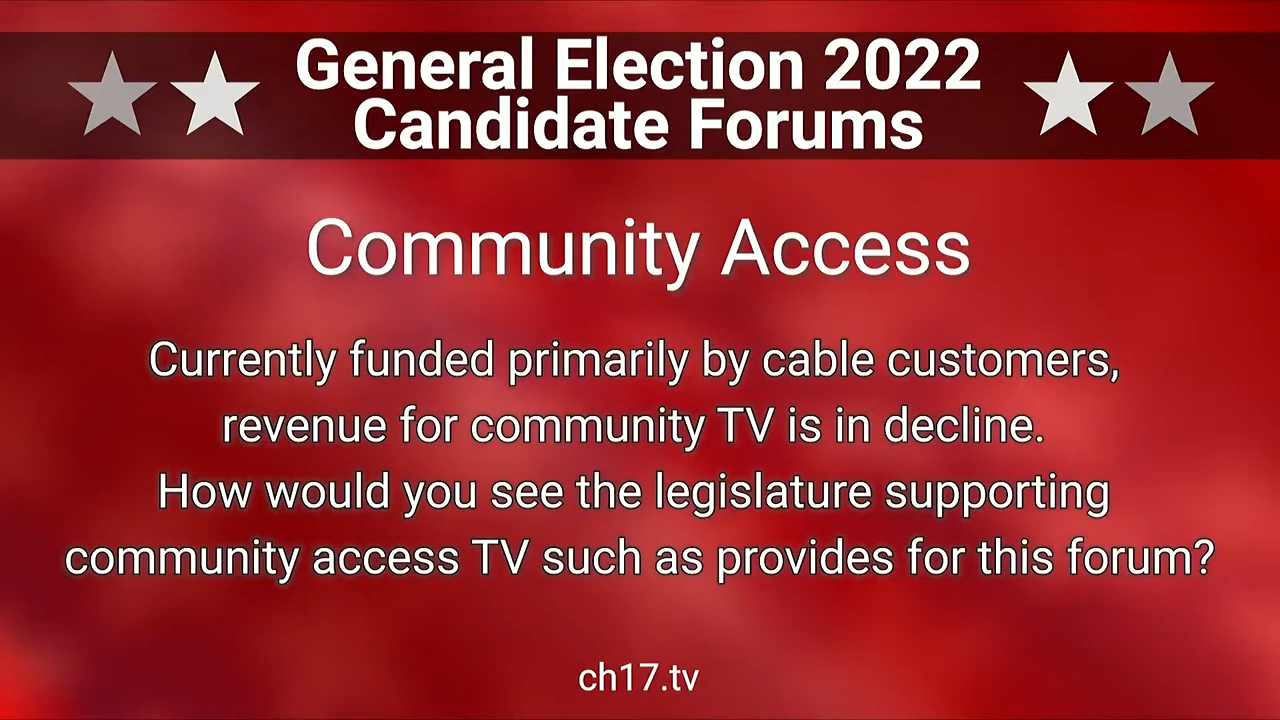 General Election 2022
Candidate Forums
Community Access
Currently funded primarily by cable customers,
revenue for community TV is in decline.
How would you see the legislature supporting
community access TV such as provides for this forum?
ch17.tv